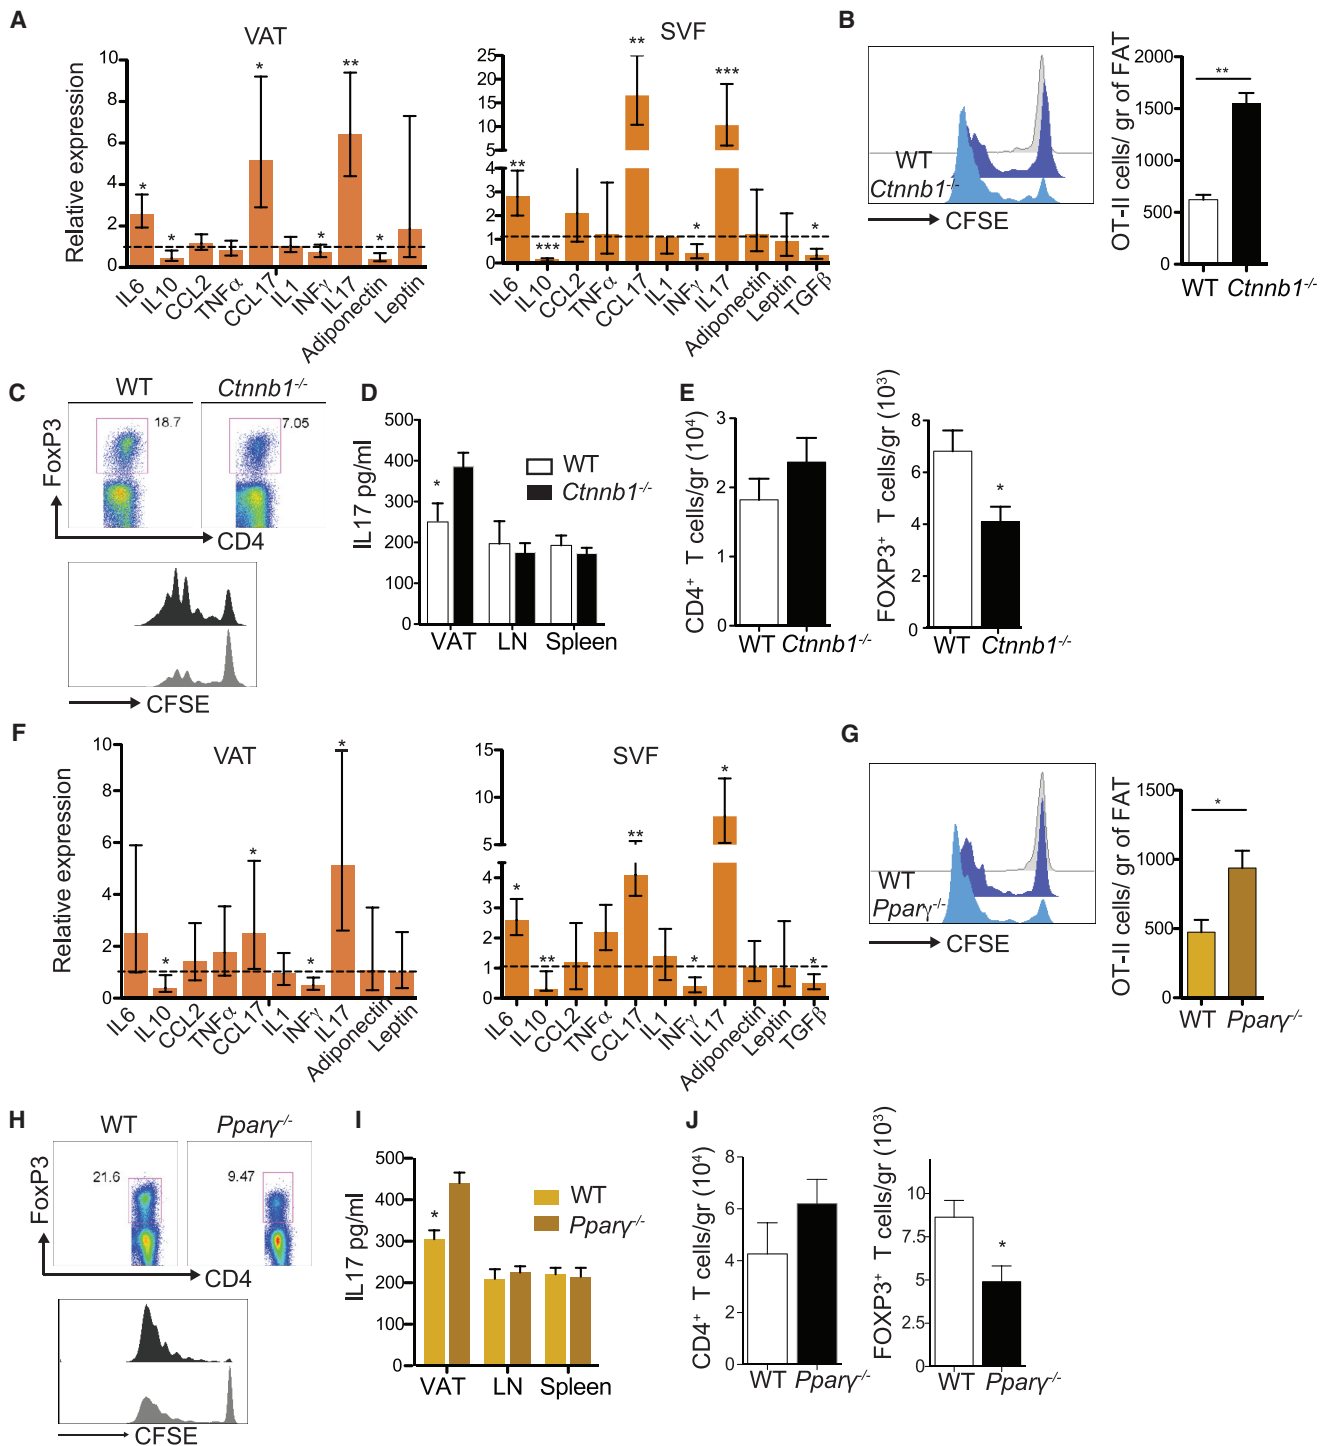 A
VAT
Relative expression
10
8
6
4
2
0
*
*
*
*
**
*
IL6
IL10
CCL2
TNFα
CCL17
IL1
INFγ
IL17
Adiponectin
Leptin
SVF
25
20
15
10
5
4
3
2
1
0
**
***
**
*
***
*
IL6
IL10
CCL2
TNFα
CCL17
IL1
INFγ
IL17
Adiponectin
Leptin
TGFβ
B
WT
Ctnnb1-/-
CFSE
OT-II cells/ gr of FAT
2000
1500
1000
500
0
**
WT Ctnnb1-/-
C
WT
Ctnnb1-/-
FoxP3
18.7
7.05
CD4
CFSE
D
IL17 pg/ml
500
400
300
200
100
0
*
WT
Ctnnb1-/-
VAT LN Spleen
E
CD4+ T cells/gr (10⁴)
3
2
1
0
WT Ctnnb1-/-
FOXP3+ T cells/gr (10³)
8
6
4
2
0
*
WT Ctnnb1-/-
F
VAT
Relative expression
10
8
6
4
2
0
*
*
*
*
IL6
IL10
CCL2
TNFα
CCL17
IL1
INFγ
IL17
Adiponectin
Leptin
SVF
15
10
5
4
3
2
1
0
*
**
**
*
*
*
IL6
IL10
CCL2
TNFα
CCL17
IL1
INFγ
IL17
Adiponectin
Leptin
TGFβ
G
WT
Pparγ-/-
CFSE
OT-II cells/ gr of FAT
1500
1000
500
0
*
WT Pparγ-/-
H
WT
Pparγ-/-
FoxP3
21.6
9.47
CD4
CFSE
I
IL17 pg/ml
500
400
300
200
100
0
*
WT
Pparγ-/-
VAT LN Spleen
J
CD4+ T cells/gr (10⁴)
8
6
4
2
0
WT Pparγ-/-
FOXP3+ T cells/gr (10³)
10
7.5
5
2.5
0
*
WT Pparγ-/-